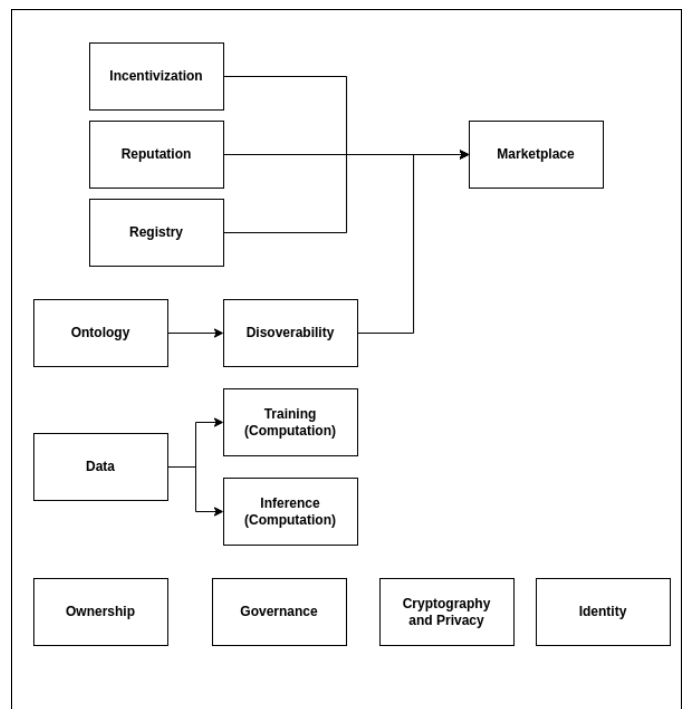 Incentivization
Reputation
Marketplace
Registry
Ontology
Disoverability
Training
(Computation)
Data
Inference
(Computation)
Ownership
Governance
Cryptography
and Privacy
Identity